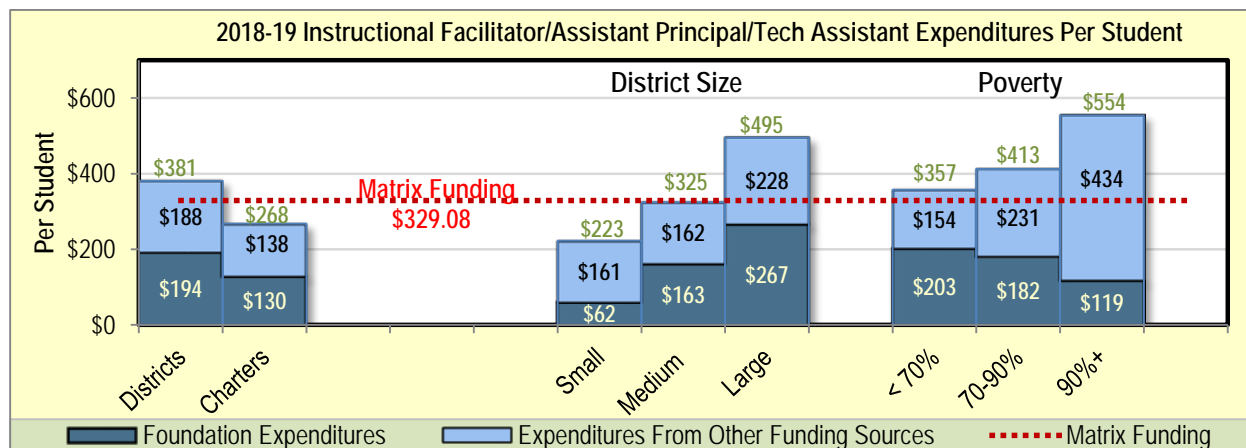 2018-19 Instructional Facilitator/Assistant Principal/Tech Assistant Expenditures Per Student
District Size
Poverty
Per Student
$600
$400
$200
$0
$381
$188
$194
$268
$138
$130
Matrix Funding
$329.08
$223
$161
$62
$325
$162
$163
$495
$228
$267
$357
$154
$203
$413
$231
$182
$554
$434
$119
Districts
Charters
Small
Medium
Large
< 70%
70-90%
90%+
Foundation Expenditures
Expenditures From Other Funding Sources
Matrix Funding